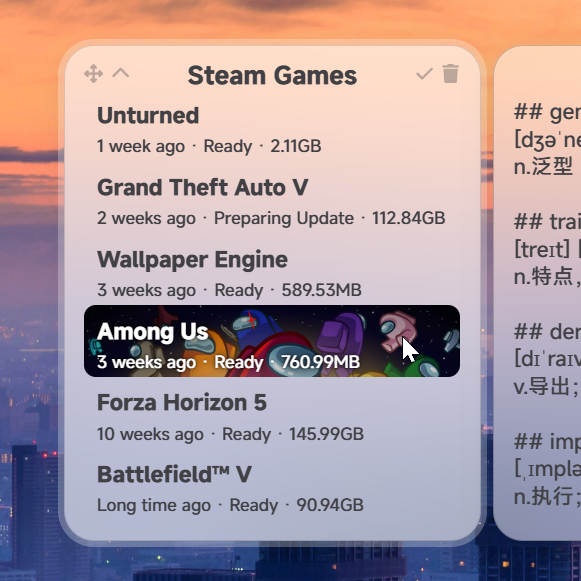 Steam Games
Unturned
1 week ago · Ready · 2.11GB
Grand Theft Auto V
2 weeks ago · Preparing Update · 112.84GB
Wallpaper Engine
3 weeks ago · Ready · 589.53MB
Among Us
3 weeks ago · Ready · 760.99MB
Forza Horizon 5
10 weeks ago · Ready · 145.99GB
Battlefield™ V
Long time ago · Ready · 90.94GB
## gen
[dʒəˈne
n.泛型
## trai
[treɪt] [
n.特点,
## der
[dɪˈraɪv
v.导出;
## imp
[ˌɪmplə
n.执行;